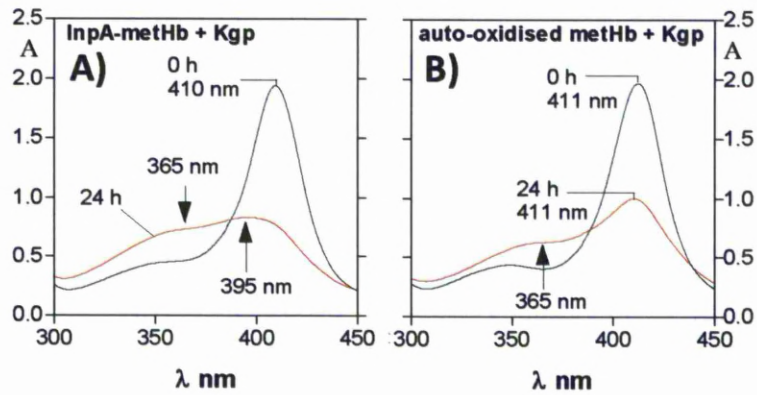 InpA-metHb + Kgp
A
A)
0 h
410 nm
365 nm
24 h
395 nm
2.5
2.0
1.5
1.0
0.5
0.0
300
350
400
450
λ nm
auto-oxidised metHb + Kgp
A
B)
0 h
411 nm
24 h
411 nm
365 nm
2.5
2.0
1.5
1.0
0.5
0.0
300
350
400
450
λ nm